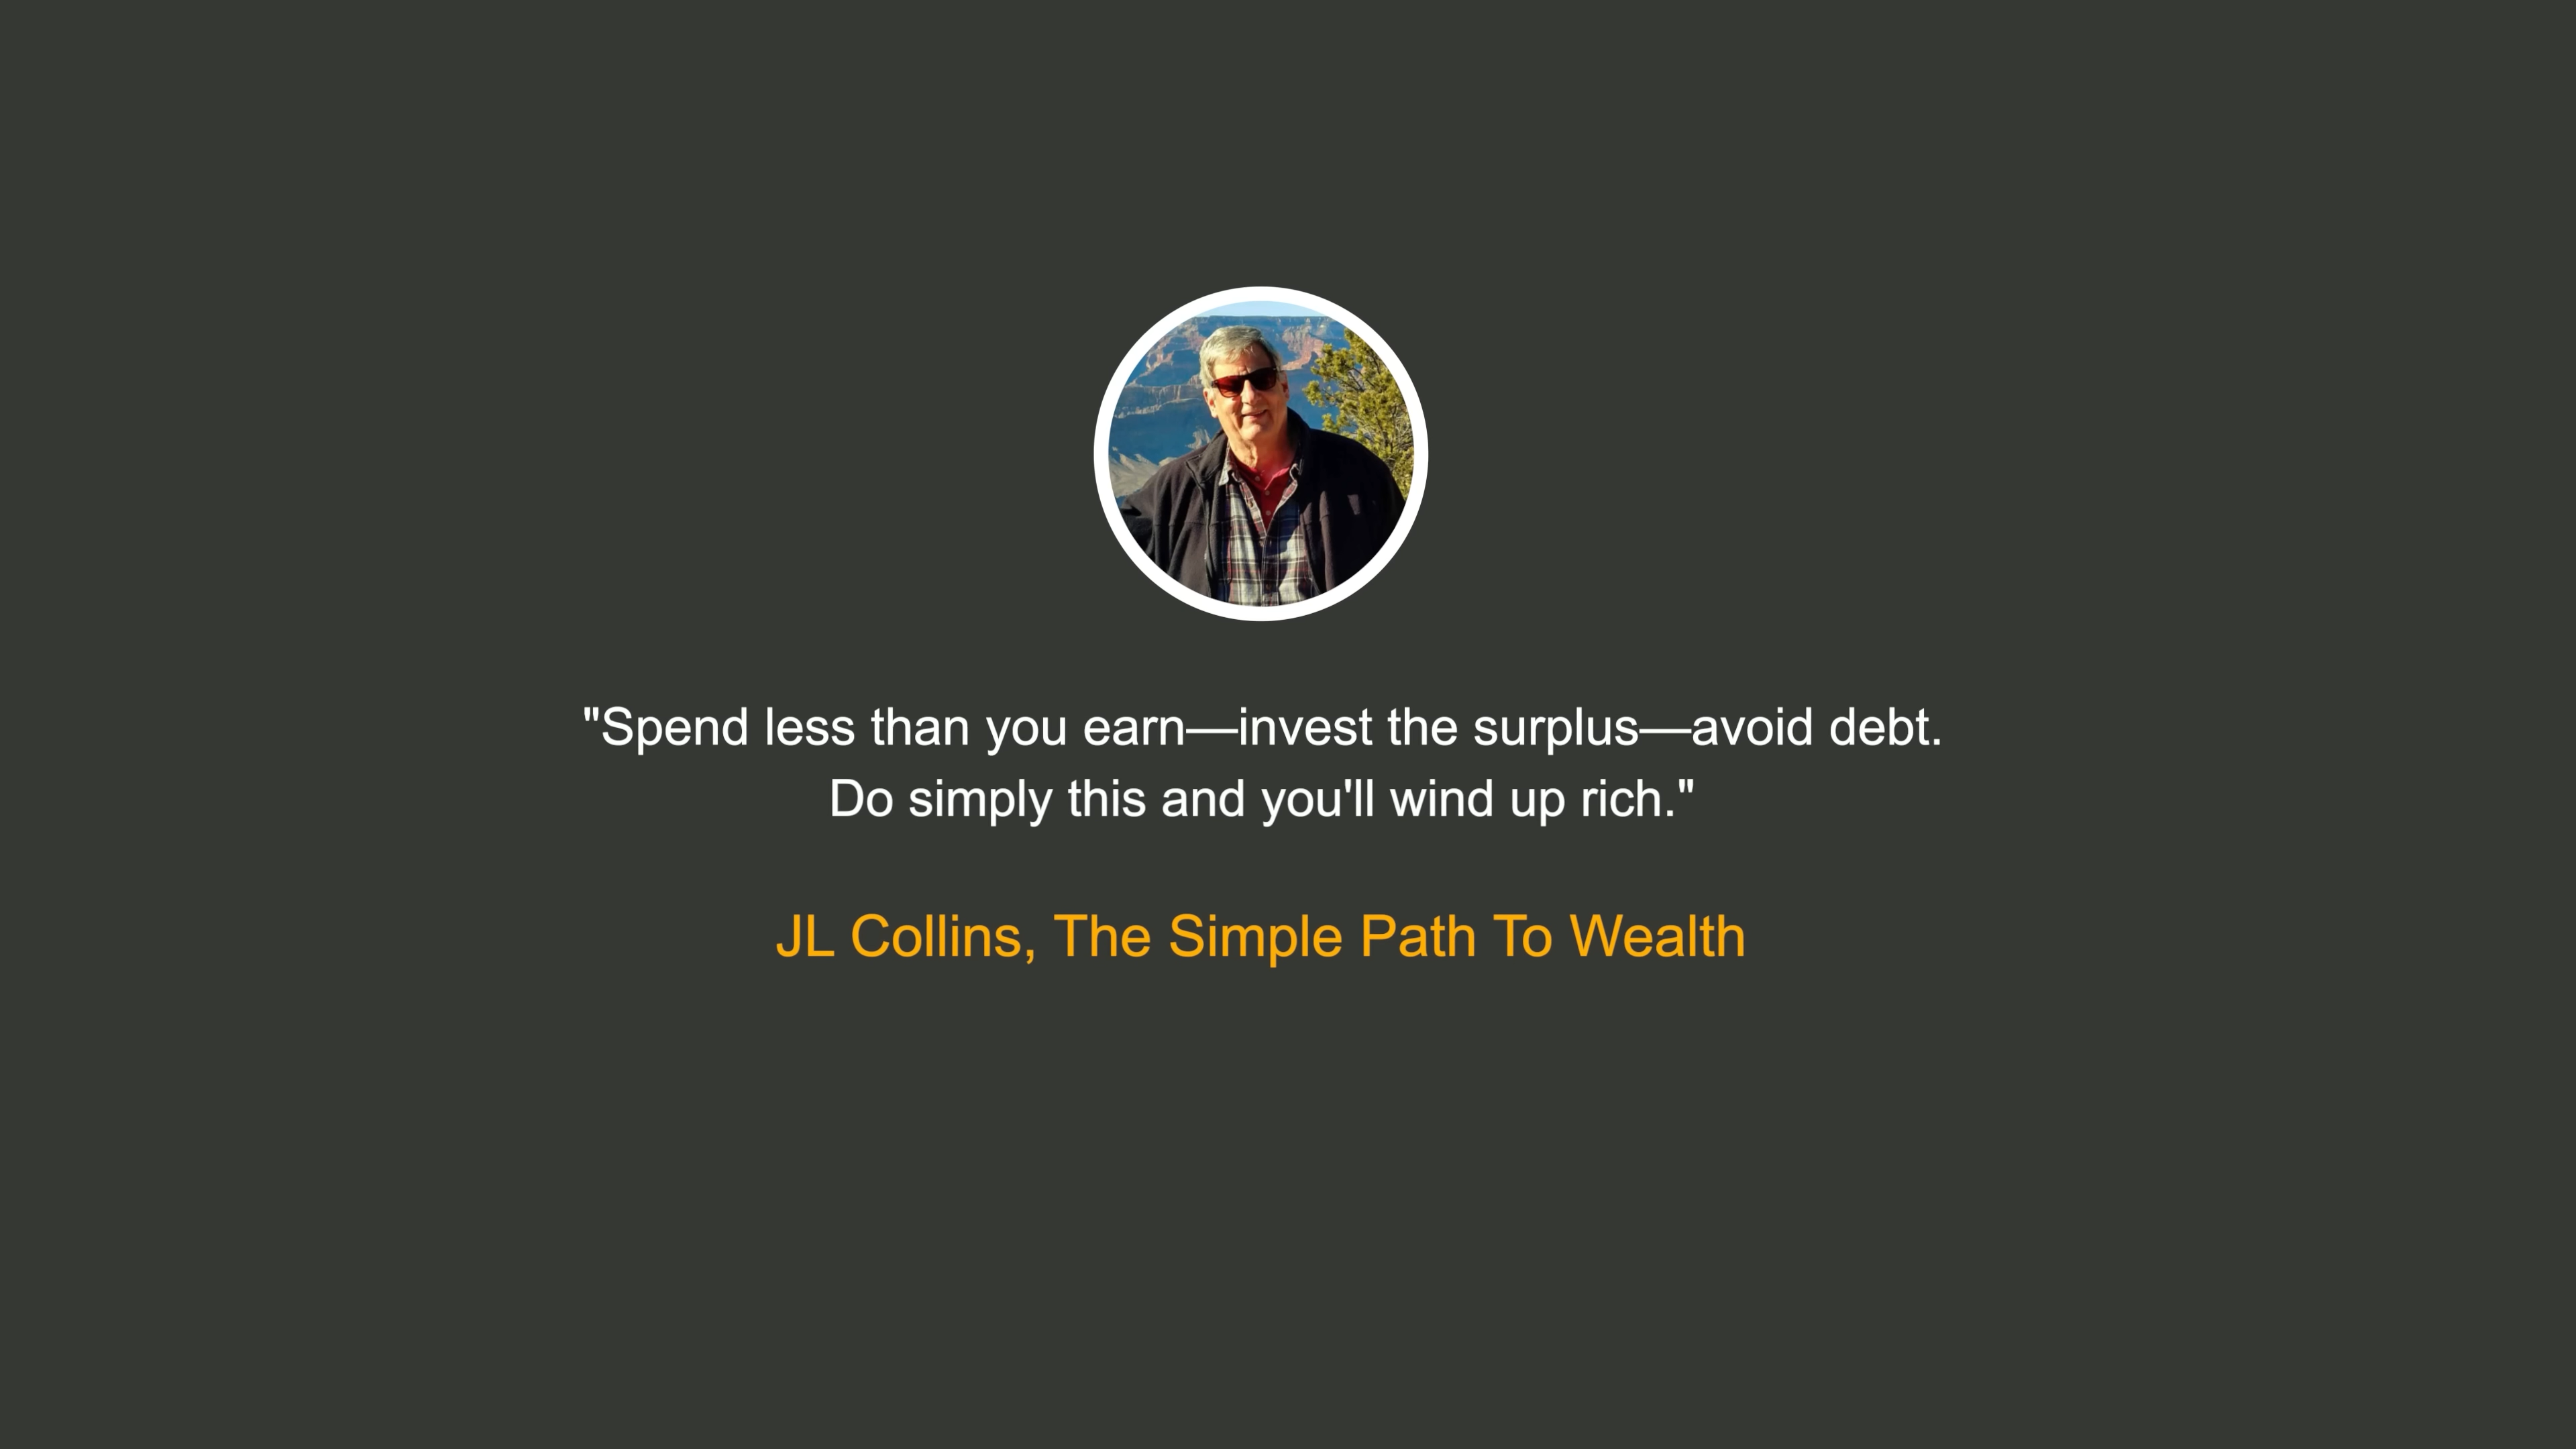 "Spend less than you earn—invest the surplus—avoid debt.
Do simply this and you'll wind up rich."
JL Collins, The Simple Path To Wealth